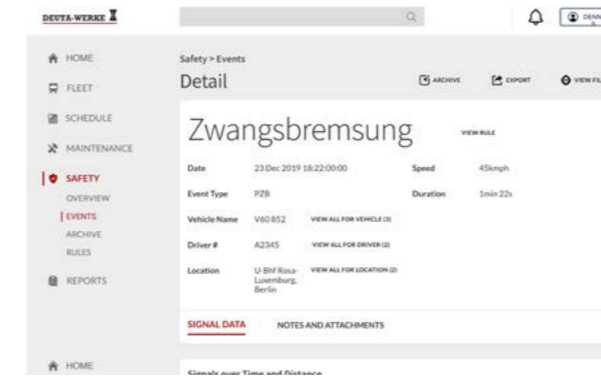 DEUTA-WERKE
HOME
FLEET
SCHEDULE
MAINTENANCE
SAFETY
OVERVIEW
EVENTS
ARCHIVE
RULES
REPORTS
HOME
Safety > Events
Detail
ARCHIVE
EXPORT
VIEW
Zwangsbremsung
VIEW RULE
Date 23 Dec 2019 18:22:00:00 Speed 45kmph
Event Type PZB Duration 1min 22s
Vehicle Name V60 852 VIEW ALL FOR VEHICLE (3)
Driver # A2345 VIEW ALL FOR DRIVER (2)
Location U-Bhf Rosa- VIEW ALL FOR LOCATION (2)
Luxemburg,
Berlin
SIGNAL DATA NOTES AND ATTACHMENTS
Signals over Time and Distance